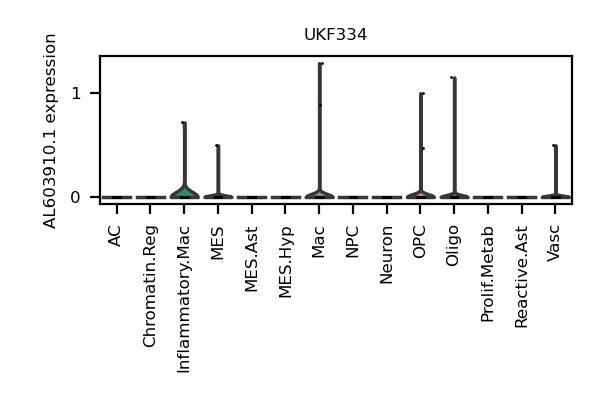 UKF334
AL603910.1 expression
1
0
AC
Chromatin.Reg
Inflammatory.Mac
MES
MES.Ast
MES.Hyp
Mac
NPC
Neuron
OPC
Oligo
Prolif.Metab
Reactive.Ast
Vasc